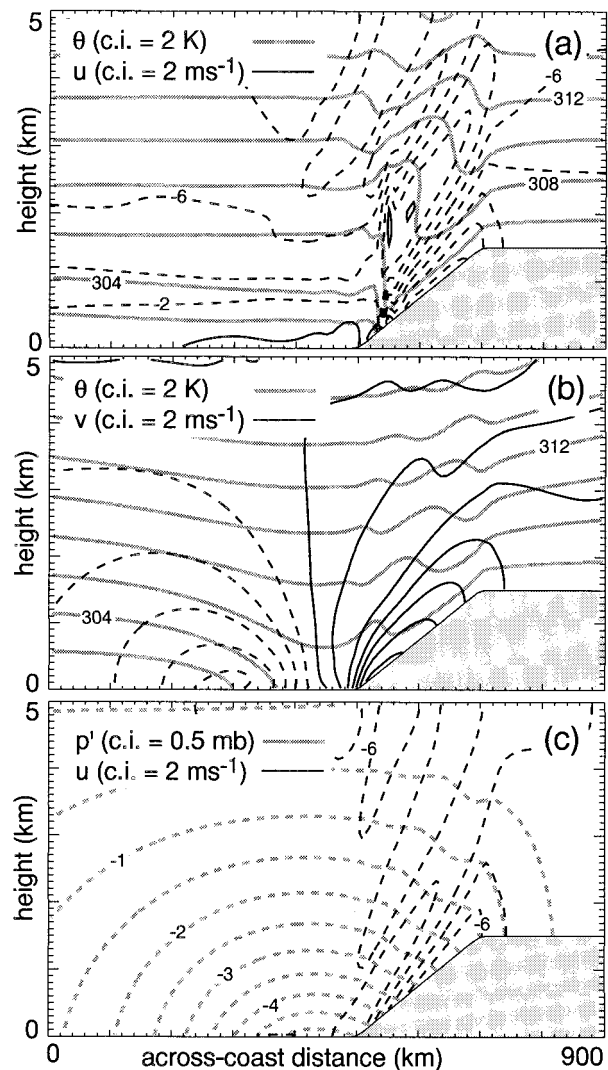 5
θ (c.i. = 2 K)
(a)
u (c.i. = 2 ms⁻¹)
-6
312
height (km)
-6
308
304
-2
0
5
θ (c.i. = 2 K)
(b)
v (c.i. = 2 ms⁻¹)
312
height (km)
304
0
5
p' (c.i. = 0.5 mb)
(c)
u (c.i. = 2 ms⁻¹)
-6
height (km)
-1
-2
-6
-3
-4
0
0
across-coast distance (km)
900